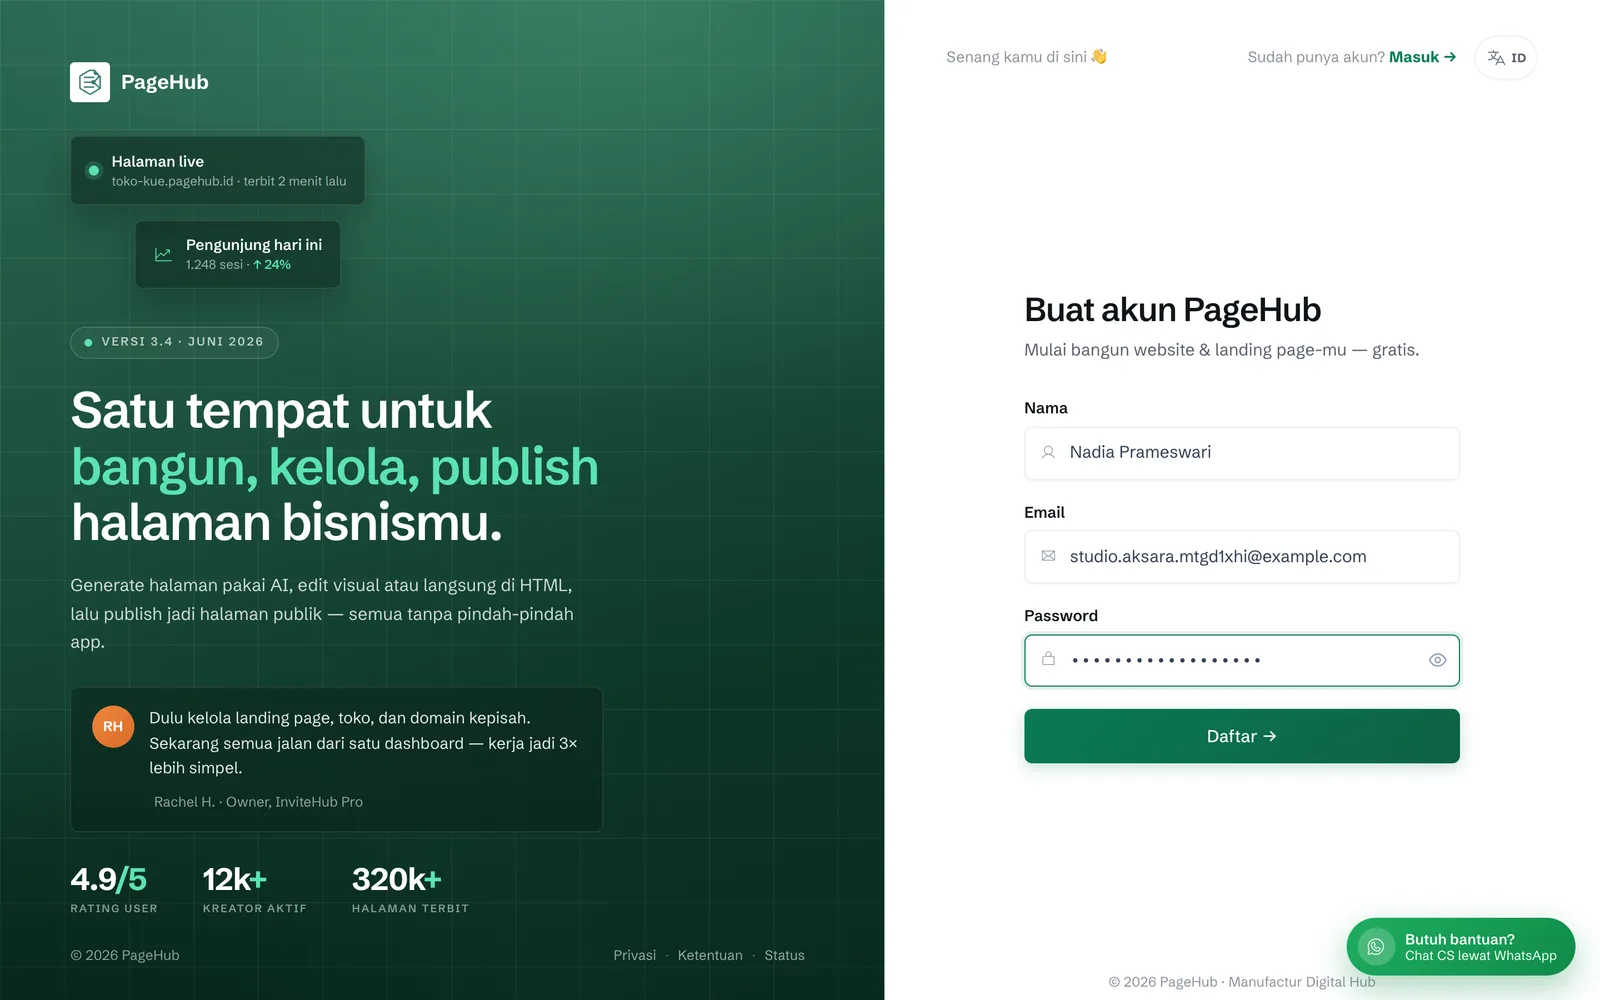 PageHub
Halaman live
toko-kue.pagehub.id · terbit 2 menit lalu
Pengunjung hari ini
1.248 sesi · ↑ 24%
VERSI 3.4 · JUNI 2026
Satu tempat untuk
bangun, kelola, publish
halaman bisnismu.
Generate halaman pakai AI, edit visual atau langsung di HTML,
lalu publish jadi halaman publik — semua tanpa pindah-pindah
app.
RH
Dulu kelola landing page, toko, dan domain kepisah.
Sekarang semua jalan dari satu dashboard — kerja jadi 3×
lebih simpel.
Rachel H. · Owner, InviteHub Pro
4.9/5
RATING USER
12k+
KREATOR AKTIF
320k+
HALAMAN TERBIT
© 2026 PageHub
Privasi · Ketentuan · Status
Senang kamu di sini 👋
Sudah punya akun? Masuk →
ID
Buat akun PageHub
Mulai bangun website & landing page-mu — gratis.
Nama
Nadia Prameswari
Email
studio.aksara.mtgd1xhi@example.com
Password
••••••••••••••••••
Daftar →
Butuh bantuan?
Chat CS lewat WhatsApp
© 2026 PageHub · Manufactur Digital Hub